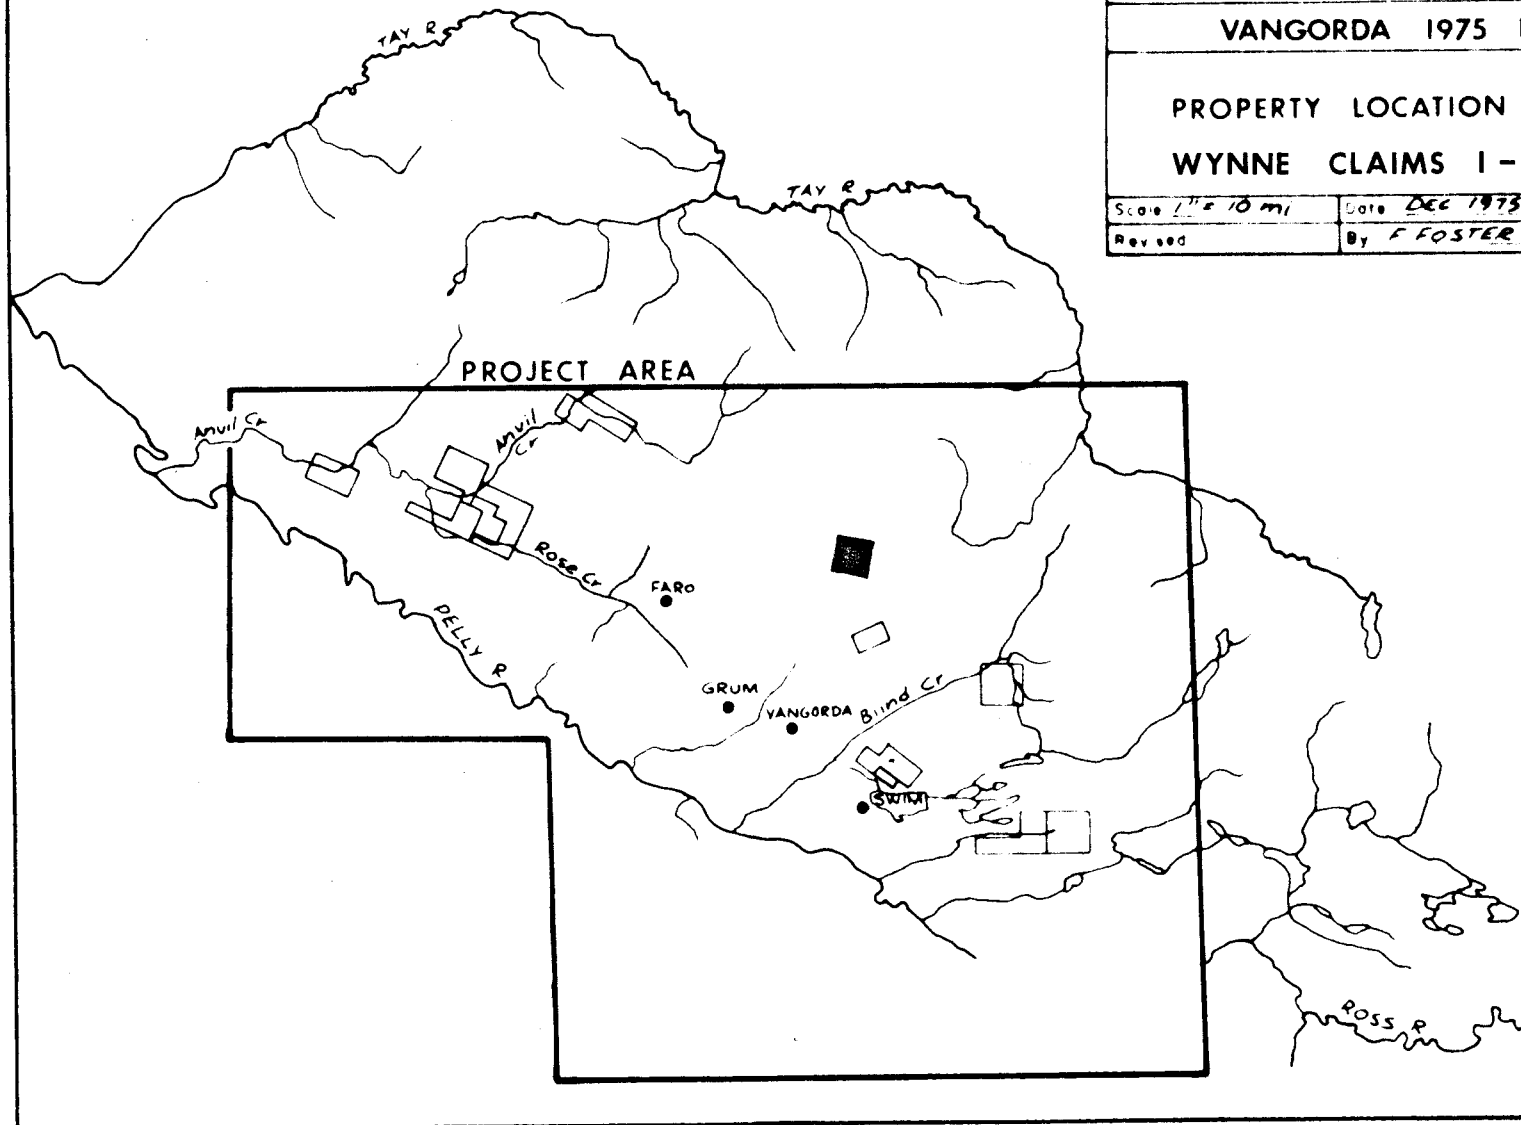 VANGORDA 1975
PROPERTY LOCATION
WYNNE CLAIMS 1 -
Scale 1" = 10 mi
Date DEC 1975
Revised
By F FOSTER
TAY R
TAY R
PROJECT AREA
Anvil Cr
Anvil Cr
Rose Cr
FARO
PELLY R
GRUM
VANGORDA
Blind Cr
SWIM
ROSS R